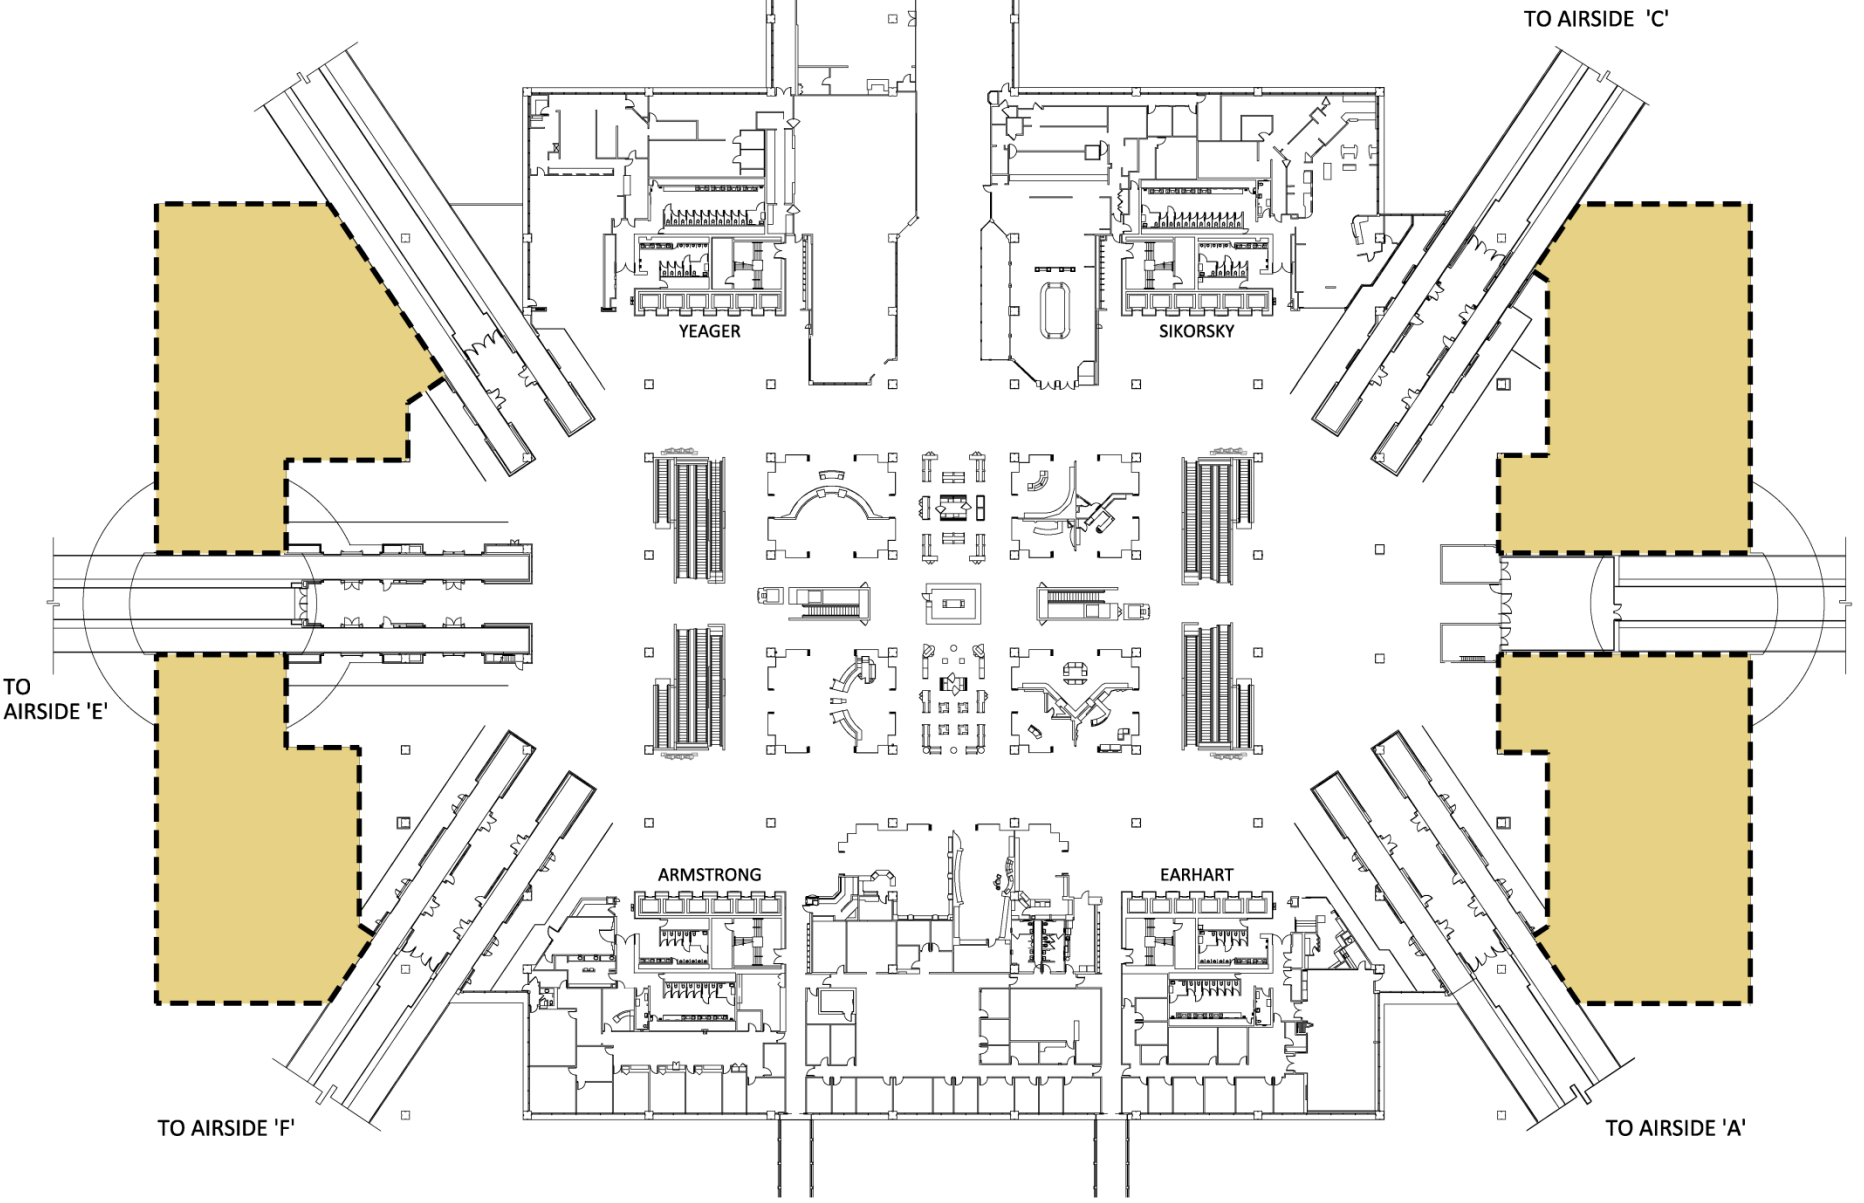 TO AIRSIDE 'C'
YEAGER
SIKORSKY
TO
AIRSIDE 'E'
ARMSTRONG
EARHART
TO AIRSIDE 'F'
TO AIRSIDE 'A'